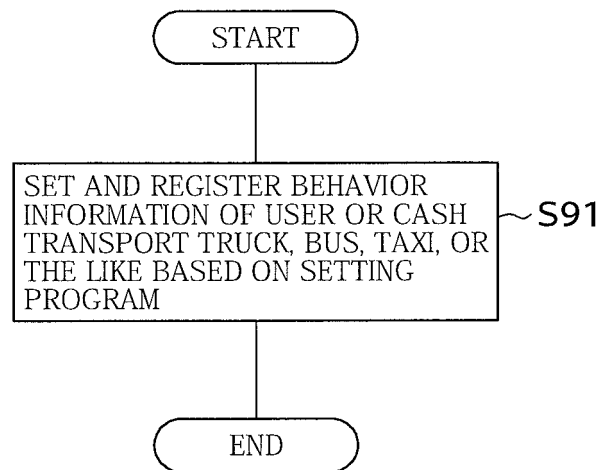 START
SET AND REGISTER BEHAVIOR
INFORMATION OF USER OR CASH
TRANSPORT TRUCK, BUS, TAXI, OR
THE LIKE BASED ON SETTING
PROGRAM
S91
END